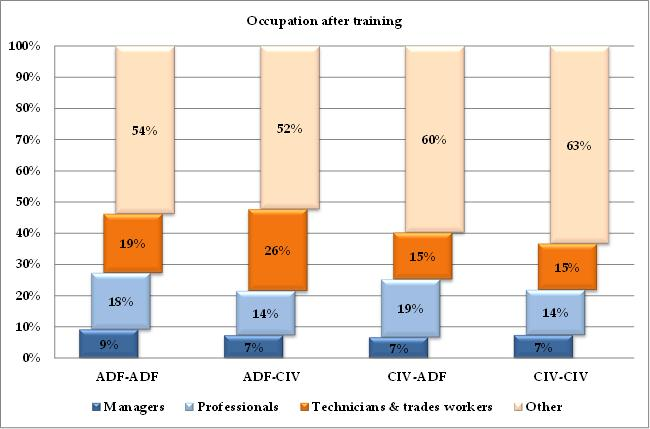 Occupation after training
100%
90%
80%
70%
60%
50%
40%
30%
20%
10%
0%
54% 52% 60% 63%
19% 26% 15% 15%
18% 14% 19% 14%
9% 7% 7% 7%
ADF-ADF ADF-CIV CIV-ADF CIV-CIV
Managers Professionals Technicians & trades workers Other